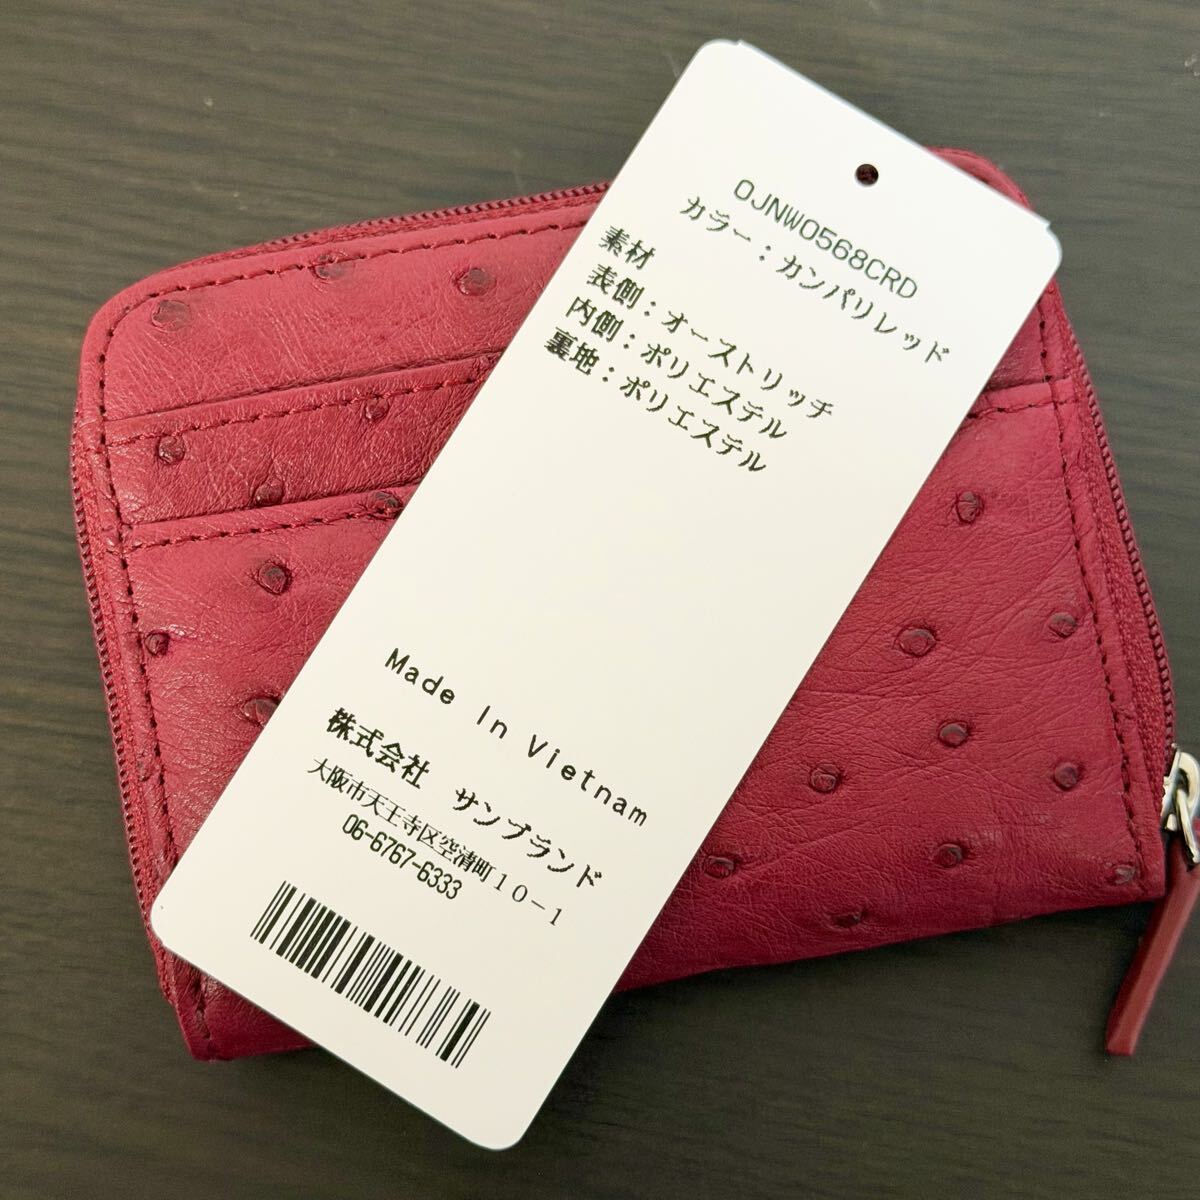 OJNW0568CRD
カラー：カンパリレッド
素材
表側：オーストリッチ
内側：ポリエステル
裏地：ポリエステル
Made In Vietnam
株式会社　サンブランド
大阪市天王寺区空清町１０－１
06-6767-6333